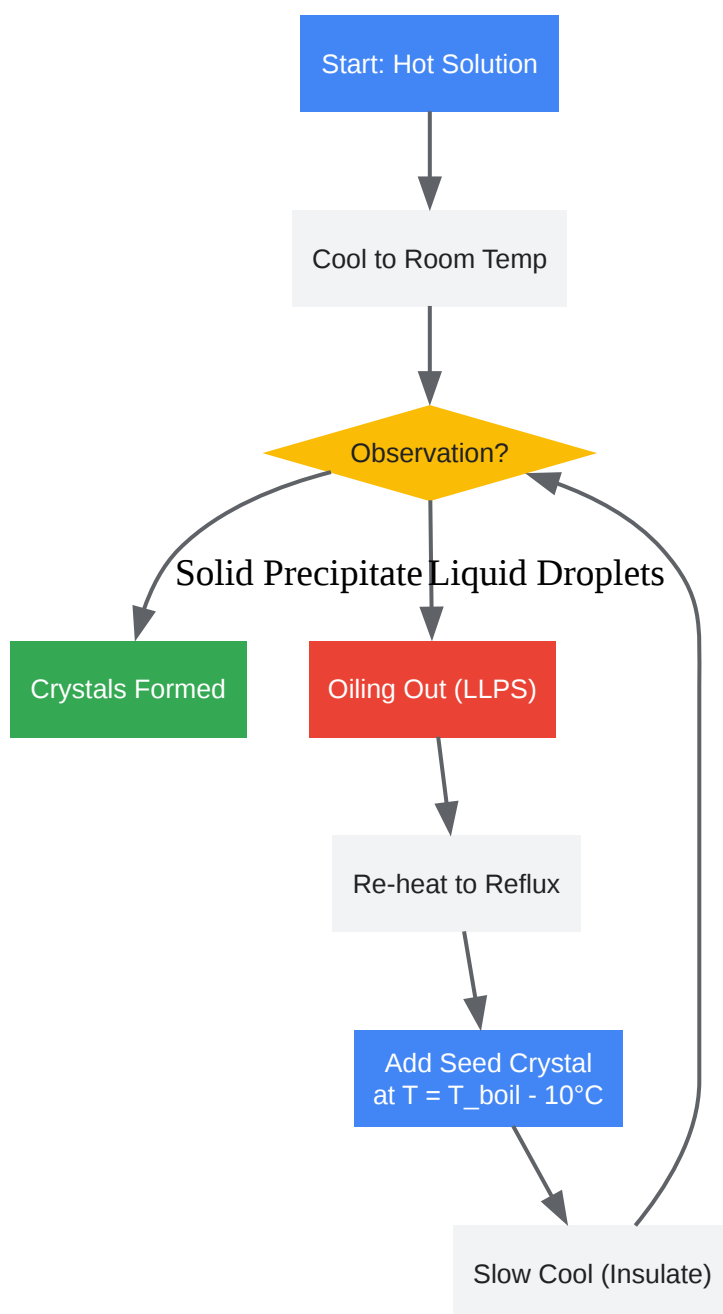 Start: Hot Solution
Cool to Room Temp
Observation?
Solid Precipitate
Liquid Droplets
Crystals Formed
Oiling Out (LLPS)
Re-heat to Reflux
Add Seed Crystal
at T = T_boil - 10°C
Slow Cool (Insulate)